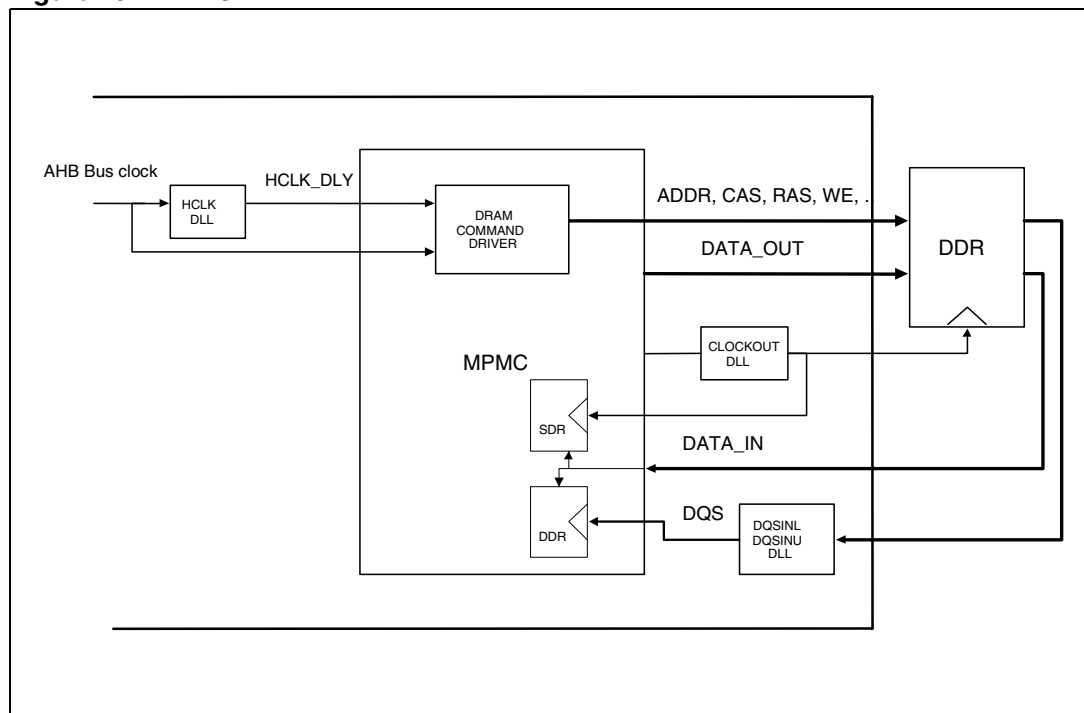 AHB Bus clock
HCLK_DLY
HCLK
DLL
DRAM
COMMAND
DRIVER
ADDR, CAS, RAS, WE, ..
DATA_OUT
DDR
CLOCKOUT
DLL
MPMC
SDR
DATA_IN
DQS
DDR
DQSINL
DQSINU
DLL